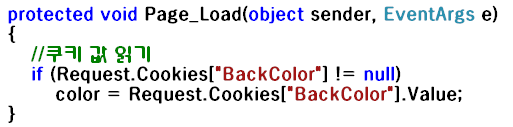 protected void Page_Load(object sender, EventArgs e)
{
//쿠키 값 읽기
if (Request.Cookies["BackColor"] != null)
color = Request.Cookies["BackColor"].Value;
}